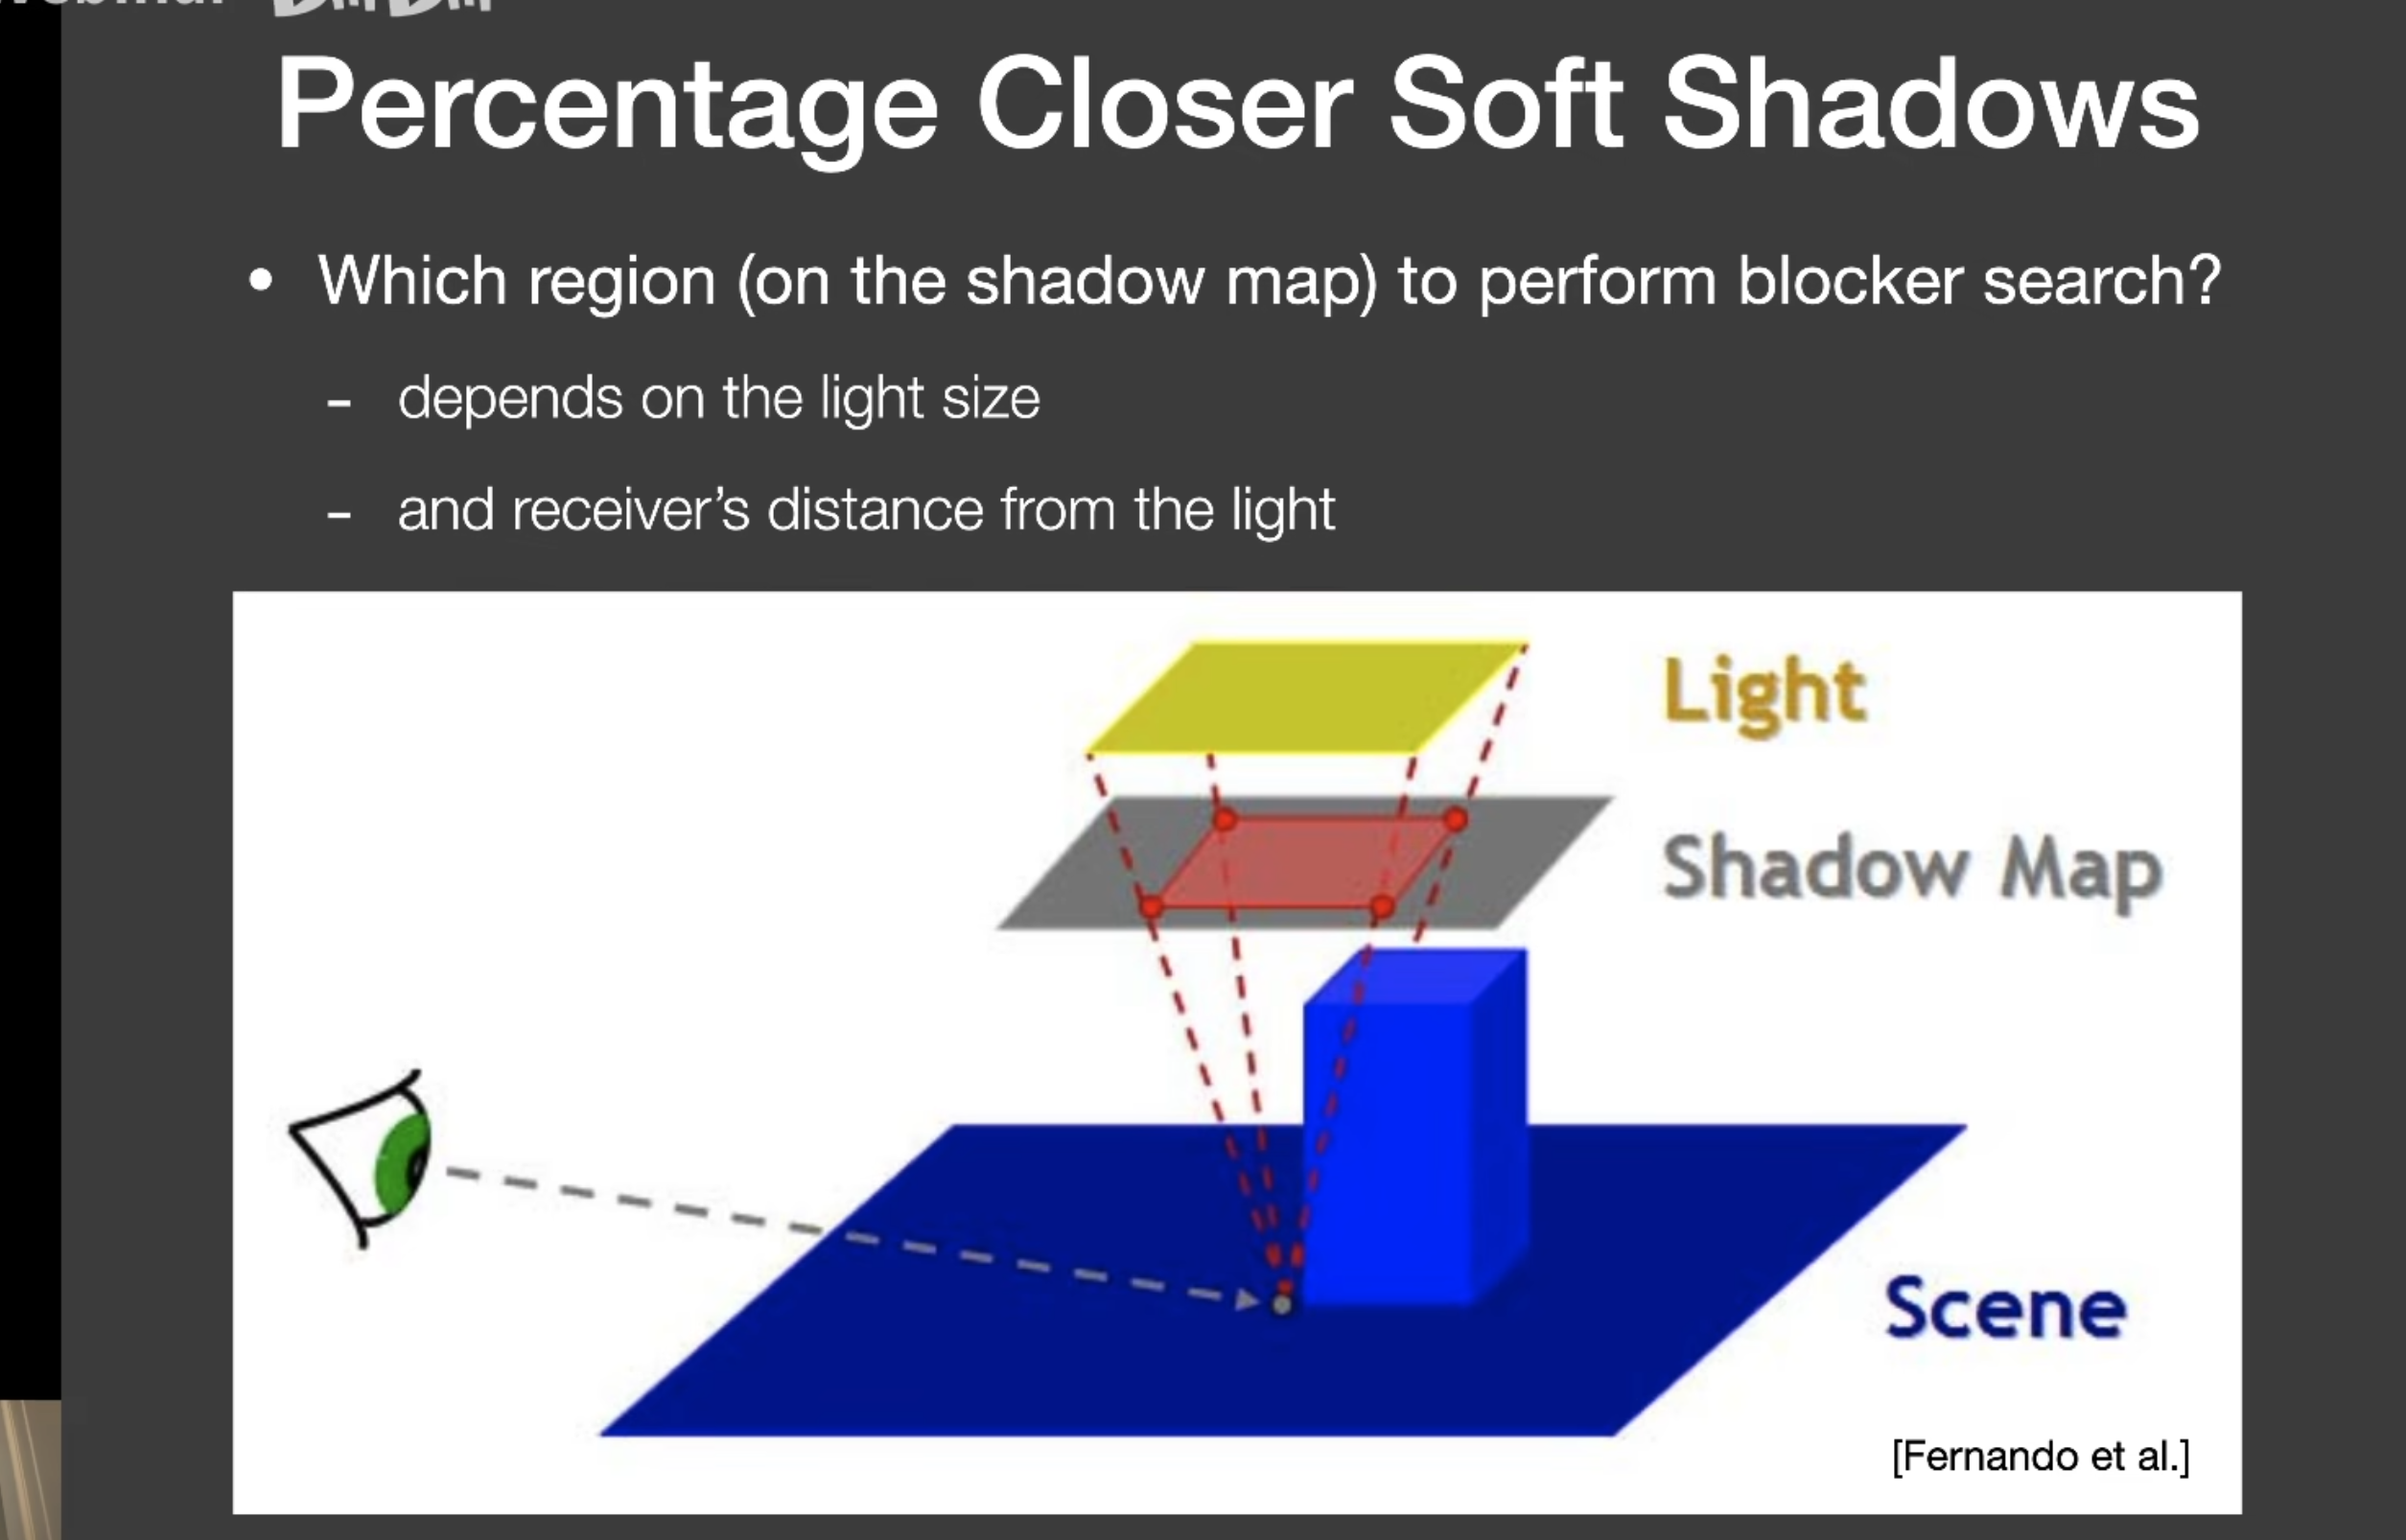 Percentage Closer Soft Shadows
• Which region (on the shadow map) to perform blocker search?
- depends on the light size
- and receiver's distance from the light
Light
Shadow Map
Scene
[Fernando et al.]